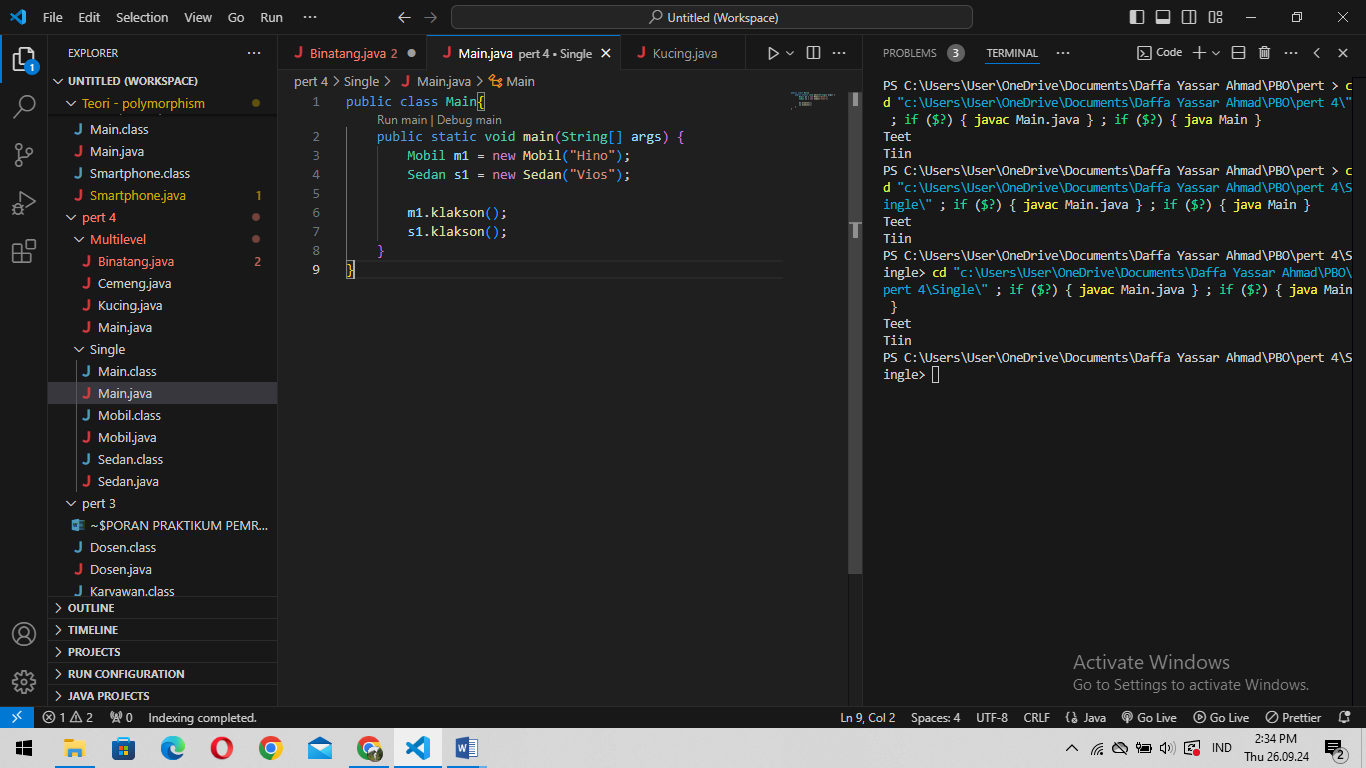 File Edit Selection View Go Run ··· Untitled (Workspace)
EXPLORER ···
UNTITLED (WORKSPACE)
Teori - polymorphism
Main.class
Main.java
Smartphone.class
Smartphone.java 1
pert 4
Multilevel
Binatang.java 2
Cemeng.java
Kucing.java
Main.java
Single
Main.class
Main.java
Mobil.class
Mobil.java
Sedan.class
Sedan.java
pert 3
~$PORAN PRAKTIKUM PEMR...
Dosen.class
Dosen.java
Karyawan.class
OUTLINE
TIMELINE
PROJECTS
RUN CONFIGURATION
JAVA PROJECTS
Binatang.java 2 Main.java pert 4 • Single Kucing.java
pert 4 > Single > Main.java > Main
1 public class Main{
Run main | Debug main
2 public static void main(String[] args) {
3 Mobil m1 = new Mobil("Hino");
4 Sedan s1 = new Sedan("Vios");
5
6 m1.klakson();
7 s1.klakson();
8 }
9 }
PROBLEMS 3 TERMINAL ··· Code
PS C:\Users\User\OneDrive\Documents\Daffa Yassar Ahmad\PBO\pert > c
d "c:\Users\User\OneDrive\Documents\Daffa Yassar Ahmad\PBO\pert 4\"
; if ($?) { javac Main.java } ; if ($?) { java Main }
Teet
Tiin
PS C:\Users\User\OneDrive\Documents\Daffa Yassar Ahmad\PBO\pert > c
d "c:\Users\User\OneDrive\Documents\Daffa Yassar Ahmad\PBO\pert 4\S
ingle\" ; if ($?) { javac Main.java } ; if ($?) { java Main }
Teet
Tiin
PS C:\Users\User\OneDrive\Documents\Daffa Yassar Ahmad\PBO\pert 4\S
ingle> cd "c:\Users\User\OneDrive\Documents\Daffa Yassar Ahmad\PBO\
pert 4\Single\" ; if ($?) { javac Main.java } ; if ($?) { java Main
}
Teet
Tiin
PS C:\Users\User\OneDrive\Documents\Daffa Yassar Ahmad\PBO\pert 4\S
ingle>
Activate Windows
Go to Settings to activate Windows.
1 2 0 Indexing completed. Ln 9, Col 2 Spaces: 4 UTF-8 CRLF Java Go Live Go Live Prettier
IND 2:34 PM
Thu 26.09.24 2